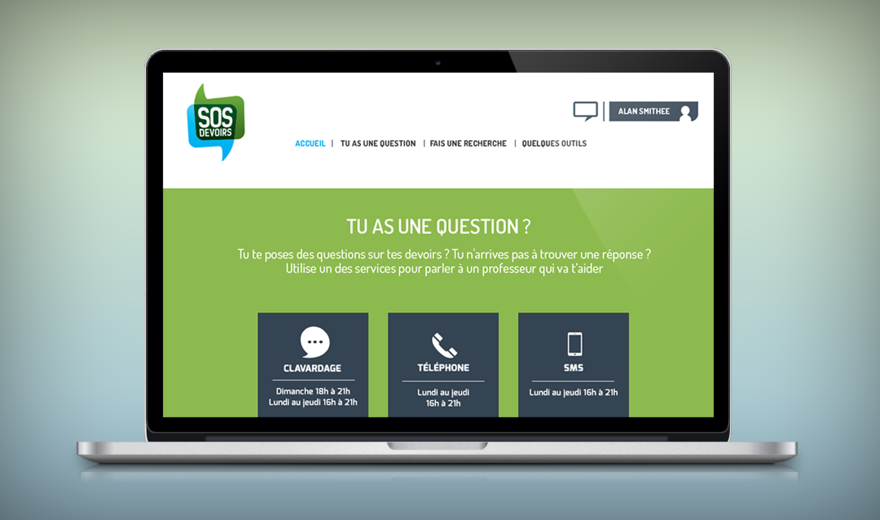 SOS
DEVOIRS
ALAN SMITHEE
ACCUEIL | TU AS UNE QUESTION | FAIS UNE RECHERCHE | QUELQUES OUTILS
TU AS UNE QUESTION ?
Tu te poses des questions sur tes devoirs ? Tu n'arrives pas à trouver une réponse ?
Utilise un des services pour parler à un professeur qui va t'aider
CLAVARDAGE
Dimanche 18h à 21h
Lundi au jeudi 16h à 21h
TÉLÉPHONE
Lundi au jeudi
16h à 21h
SMS
Lundi au jeudi 16h à 21h